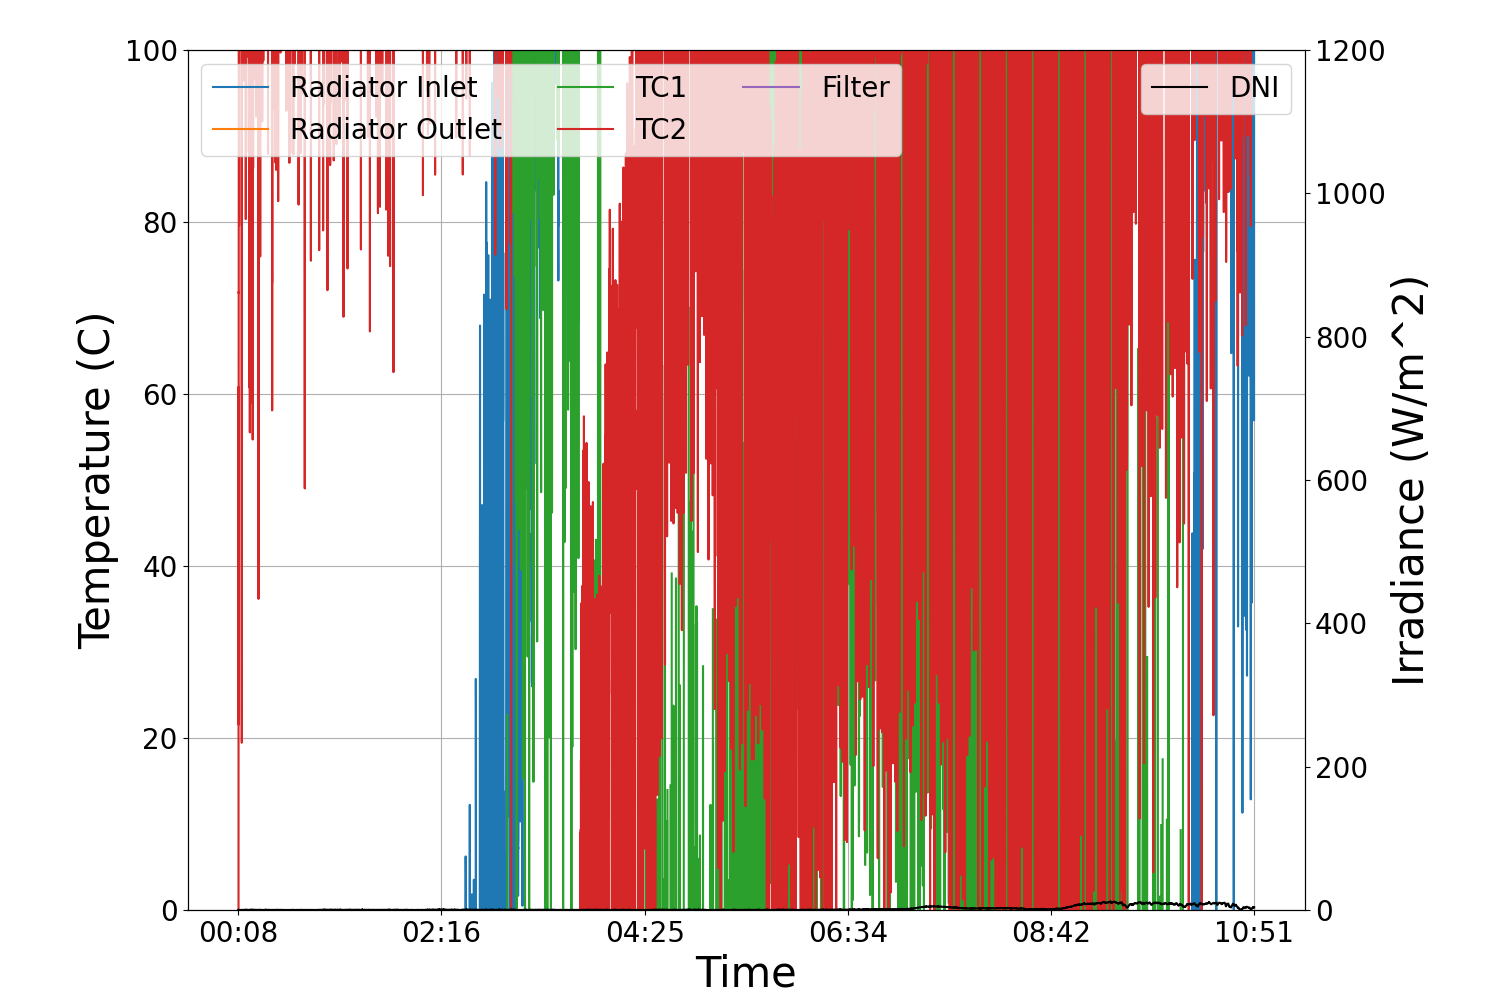 Temperature (C)
100
80
60
40
20
0
Radiator Inlet
Radiator Outlet
TC1
TC2
Filter
DNI
1200
1000
800
600
400
200
0
Irradiance (W/m^2)
00:08 02:16 04:25 06:34 08:42 10:51
Time